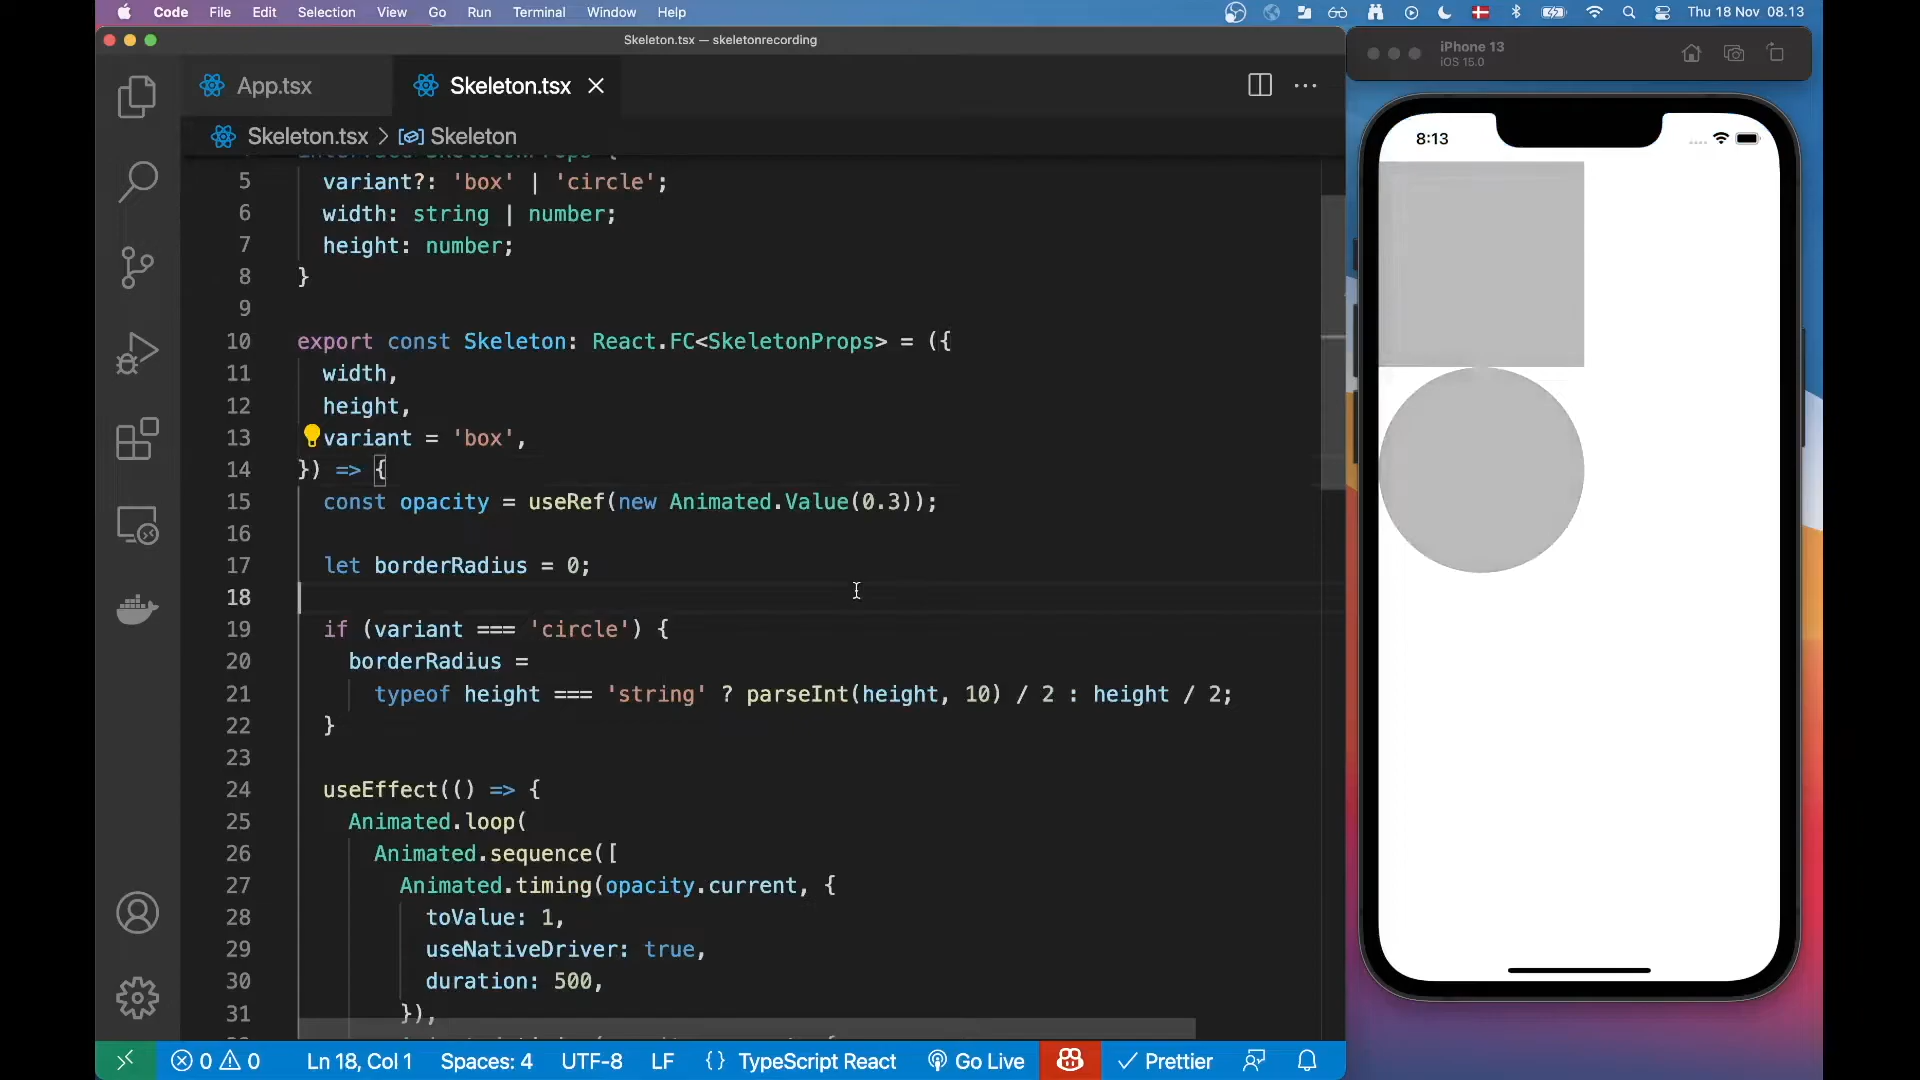 Code File Edit Selection View Go Run Terminal Window Help
Thu 18 Nov 08.13
Skeleton.tsx — skeletonrecording
App.tsx
Skeleton.tsx
Skeleton.tsx > Skeleton
interface SkeletonProps {
5 variant?: 'box' | 'circle';
6 width: string | number;
7 height: number;
8 }
9
10 export const Skeleton: React.FC<SkeletonProps> = ({
11 width,
12 height,
13 variant = 'box',
14 }) => {
15 const opacity = useRef(new Animated.Value(0.3));
16
17 let borderRadius = 0;
18
19 if (variant === 'circle') {
20 borderRadius =
21 typeof height === 'string' ? parseInt(height, 10) / 2 : height / 2;
22 }
23
24 useEffect(() => {
25 Animated.loop(
26 Animated.sequence([
27 Animated.timing(opacity.current, {
28 toValue: 1,
29 useNativeDriver: true,
30 duration: 500,
31 }),
0 0 Ln 18, Col 1 Spaces: 4 UTF-8 LF {} TypeScript React Go Live Prettier
iPhone 13
iOS 15.0
8:13